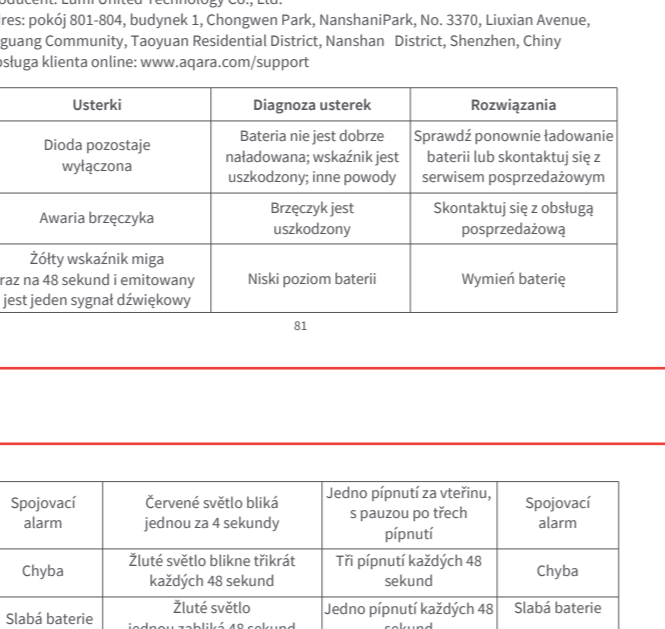 res: pokój 801-804, budynek 1, Chongwen Park, NanshaniPark, No. 3370, Liuxian Avenue,
guang Community, Taoyuan Residential District, Nanshan District, Shenzhen, Chiny
sługa klienta online: www.aqara.com/support
Usterki
Diagnoza usterek
Rozwiązania
Dioda pozostaje
wyłączona
Bateria nie jest dobrze
naładowana; wskaźnik jest
uszkodzony; inne powody
Sprawdź ponownie ładowanie
baterii lub skontaktuj się z
serwisem posprzedażowym
Awaria brzęczyka
Brzęczyk jest
uszkodzony
Skontaktuj się z obsługą
posprzedażową
Żółty wskaźnik miga
raz na 48 sekund i emitowany
jest jeden sygnał dźwiękowy
Niski poziom baterii
Wymień baterię
81
Spojovací
alarm
Červené světlo bliká
jednou za 4 sekundy
Jedno pípnutí za vteřinu,
s pauzou po třech
pípnutí
Spojovací
alarm
Chyba
Žluté světlo blikne třikrát
každých 48 sekund
Tři pípnutí každých 48
sekund
Chyba
Slabá baterie
Žluté světlo
jednou zabliká 48 sekund
Jedno pípnutí každých 48
sekund
Slabá baterie